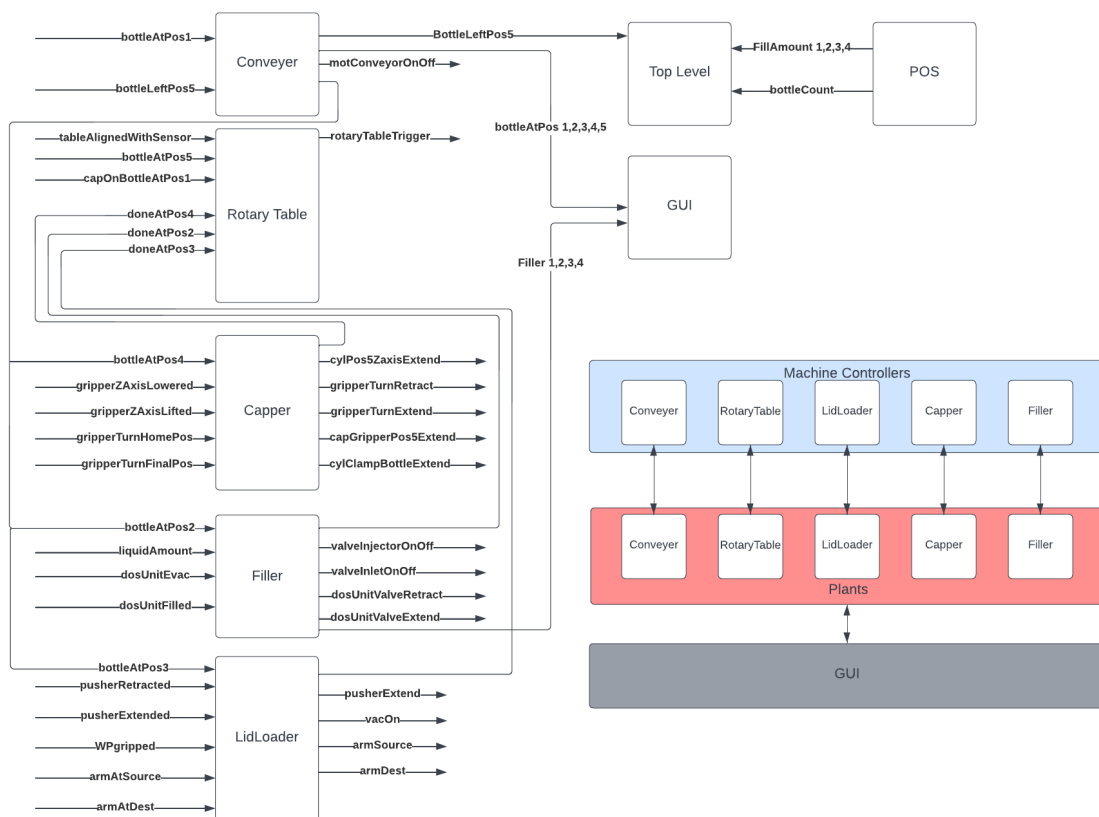 bottleAtPos1
bottleLeftPos5
Conveyer
BottleLeftPos5
motConveyorOnOff
Top Level
FillAmount 1,2,3,4
bottleCount
POS
bottleAtPos 1,2,3,4,5
GUI
Filler 1,2,3,4
tableAlignedWithSensor
bottleAtPos5
capOnBottleAtPos1
doneAtPos4
doneAtPos2
doneAtPos3
Rotary Table
rotaryTableTrigger
bottleAtPos4
gripperZAxisLowered
gripperZAxisLifted
gripperTurnHomePos
gripperTurnFinalPos
Capper
cylPos5ZaxisExtend
gripperTurnRetract
gripperTurnExtend
capGripperPos5Extend
cylClampBottleExtend
bottleAtPos2
liquidAmount
dosUnitEvac
dosUnitFilled
Filler
valveInjectorOnOff
valveInletOnOff
dosUnitValveRetract
dosUnitValveExtend
bottleAtPos3
pusherRetracted
pusherExtended
WPgripped
armAtSource
armAtDest
LidLoader
pusherExtend
vacOn
armSource
armDest
Machine Controllers
Conveyer
RotaryTable
LidLoader
Capper
Filler
Conveyer
RotaryTable
LidLoader
Capper
Filler
Plants
GUI